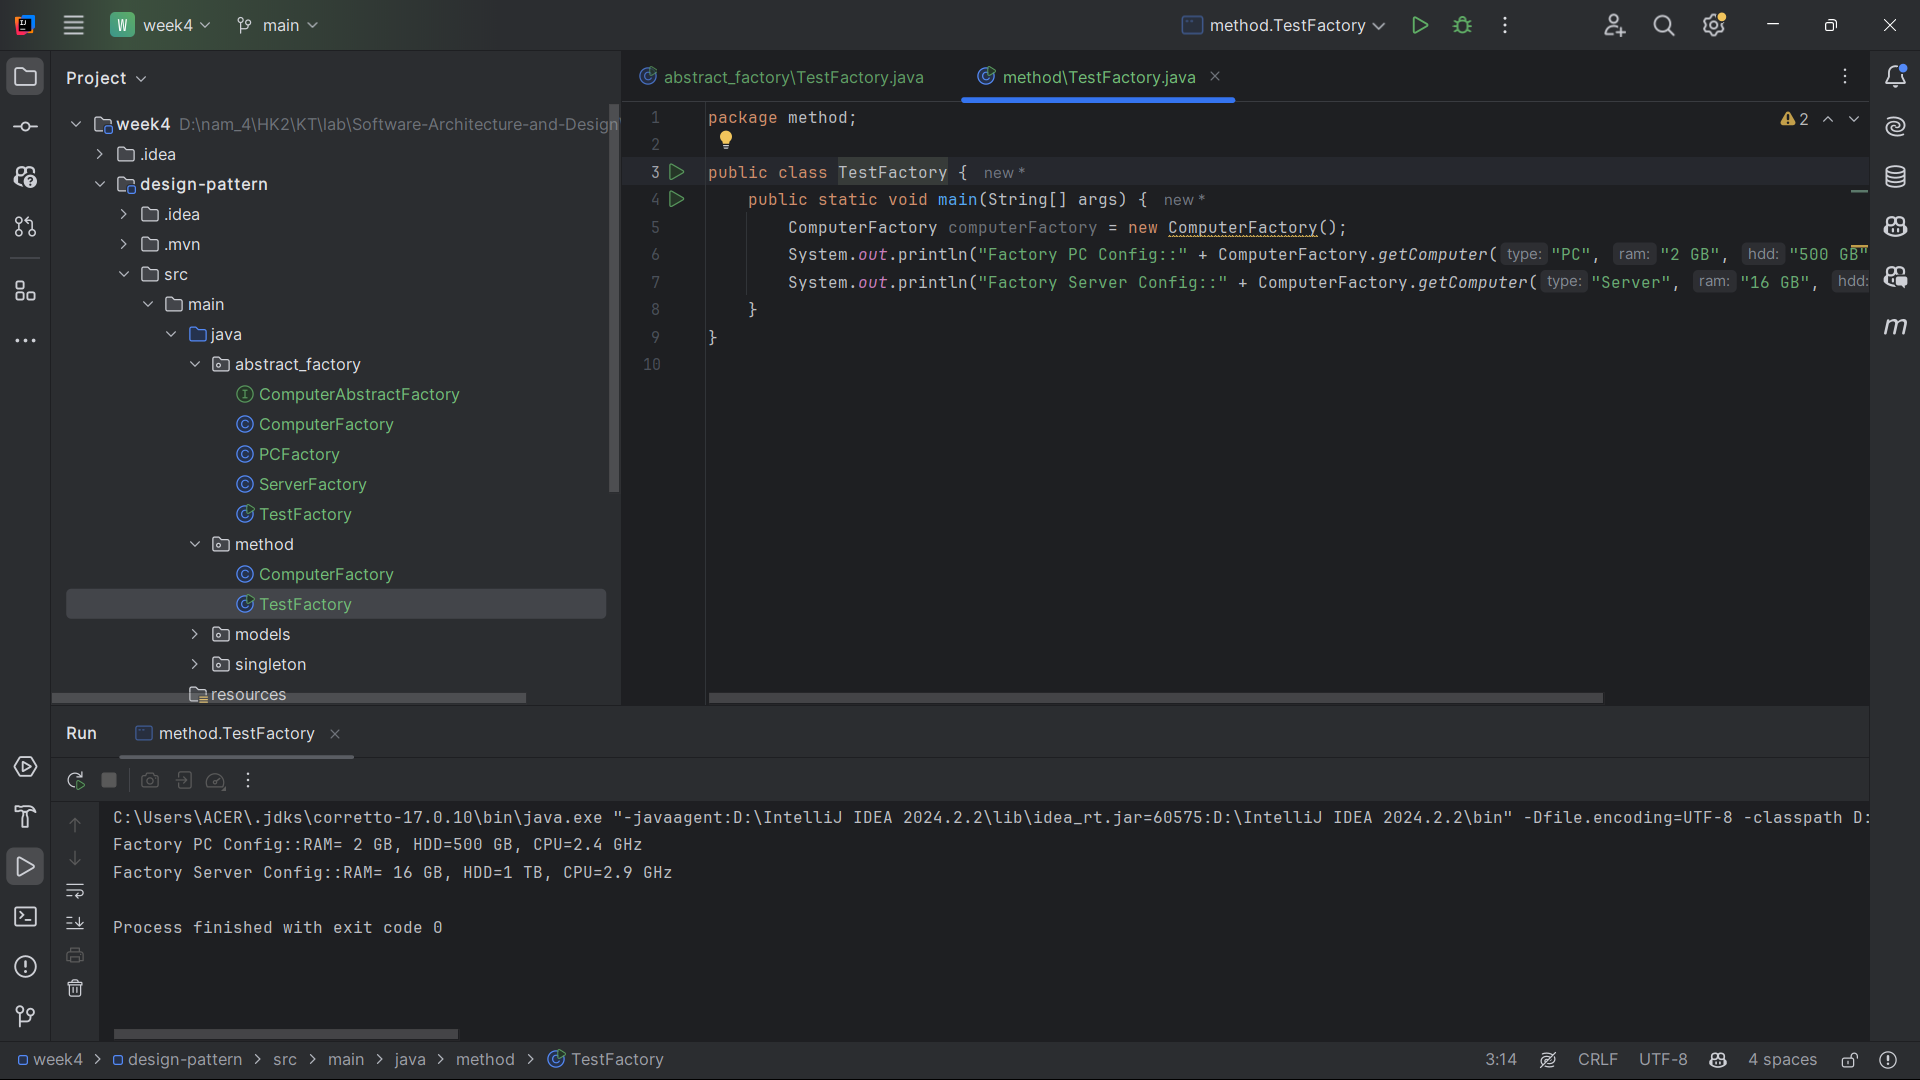 W week4 main method.TestFactory
Project
week4 D:\nam_4\HK2\KT\lab\Software-Architecture-and-Design\
.idea
design-pattern
.idea
.mvn
src
main
java
abstract_factory
ComputerAbstractFactory
ComputerFactory
PCFactory
ServerFactory
TestFactory
method
ComputerFactory
TestFactory
models
singleton
resources
abstract_factory\TestFactory.java method\TestFactory.java
1 package method; 2
2
3 public class TestFactory { new *
4 public static void main(String[] args) { new *
5 ComputerFactory computerFactory = new ComputerFactory();
6 System.out.println("Factory PC Config::" + ComputerFactory.getComputer( type: "PC", ram: "2 GB", hdd: "500 GB"
7 System.out.println("Factory Server Config::" + ComputerFactory.getComputer( type: "Server", ram: "16 GB", hdd:
8 }
9 }
10
Run method.TestFactory
C:\Users\ACER\.jdks\corretto-17.0.10\bin\java.exe "-javaagent:D:\IntelliJ IDEA 2024.2.2\lib\idea_rt.jar=60575:D:\IntelliJ IDEA 2024.2.2\bin" -Dfile.encoding=UTF-8 -classpath D:
Factory PC Config::RAM= 2 GB, HDD=500 GB, CPU=2.4 GHz
Factory Server Config::RAM= 16 GB, HDD=1 TB, CPU=2.9 GHz
Process finished with exit code 0
week4 > design-pattern > src > main > java > method > TestFactory 3:14 CRLF UTF-8 4 spaces